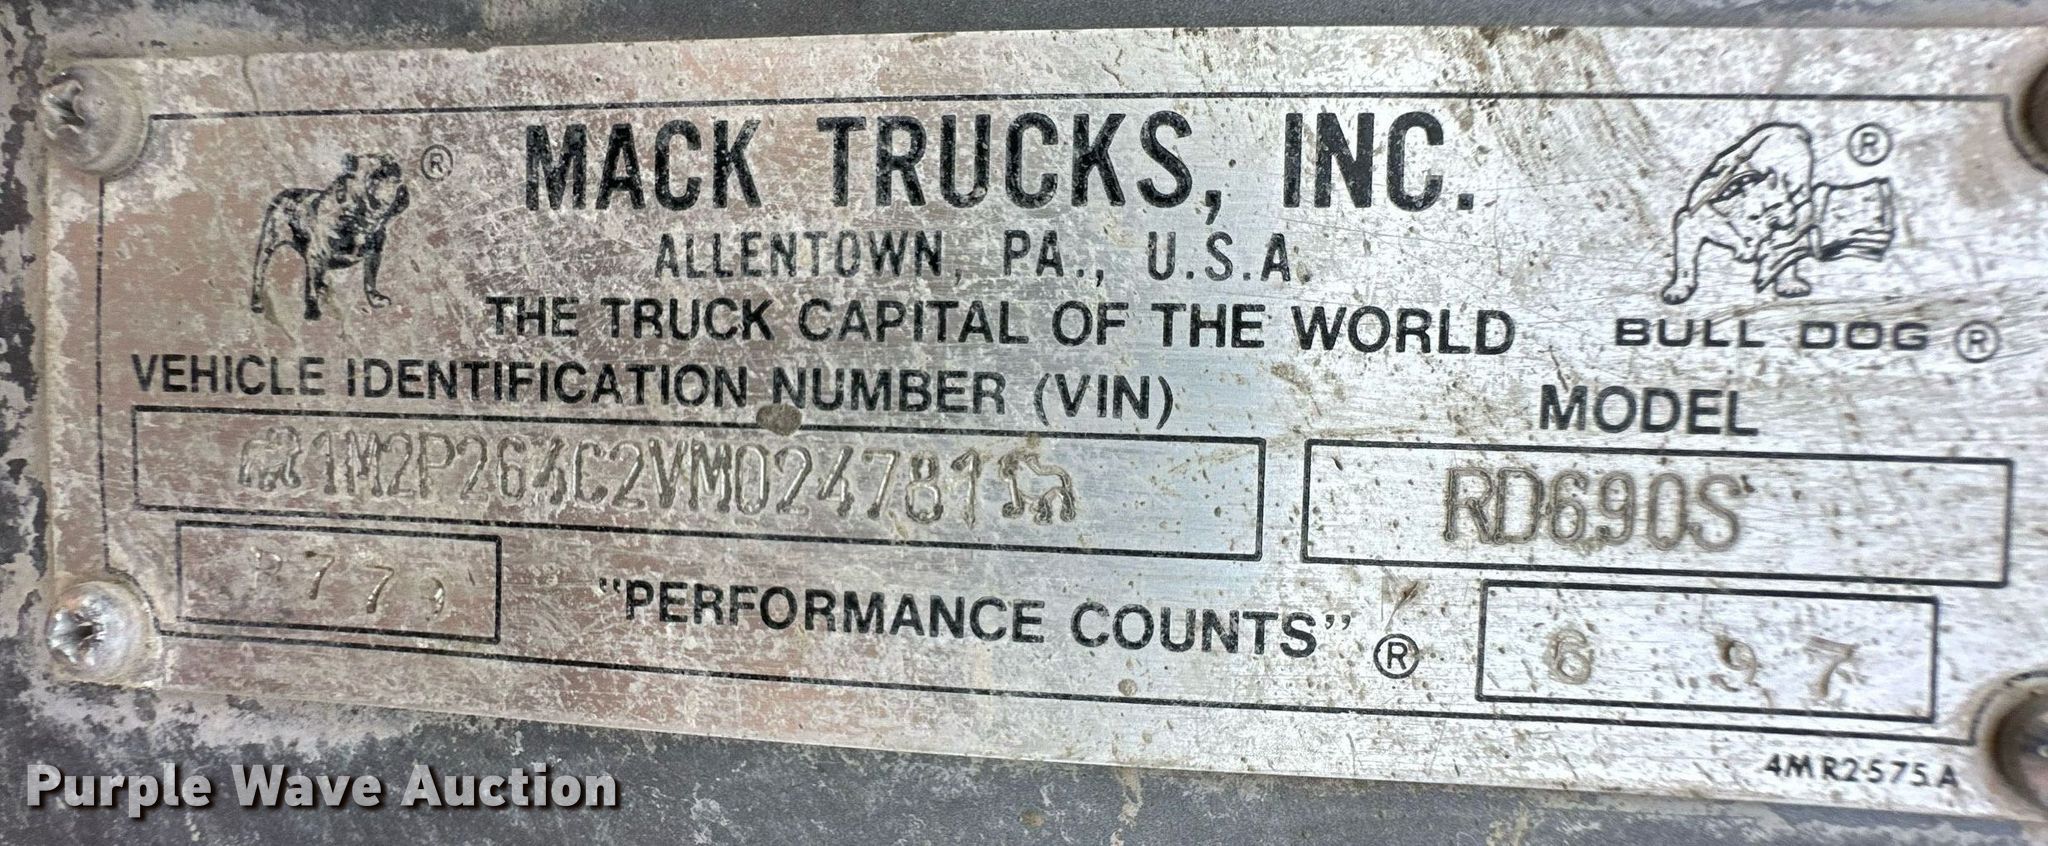 MACK TRUCKS, INC.
ALLENTOWN, PA., U.S.A.
THE TRUCK CAPITAL OF THE WORLD
BULL DOG ®
VEHICLE IDENTIFICATION NUMBER (VIN)
MODEL
1M2P264C2VM024781
RD690S
"PERFORMANCE COUNTS" ®
6 97
4MR2575A
Purple Wave Auction